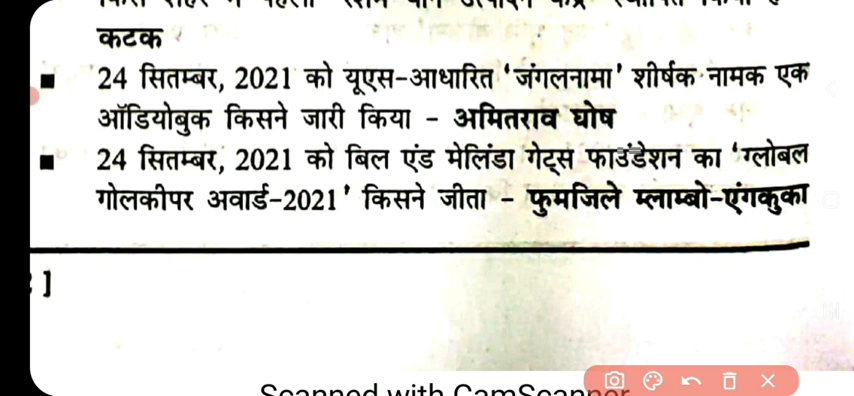 कटक
■ 24 सितम्बर, 2021 को यूएस-आधारित 'जंगलनामा' शीर्षक नामक एक
ऑडियोबुक किसने जारी किया - अमितराव घोष
■ 24 सितम्बर, 2021 को बिल एंड मेलिंडा गेट्स फाउंडेशन का 'ग्लोबल
गोलकीपर अवार्ड-2021' किसने जीता - फुमजिले म्लाम्बो-एंगकुका
]
Scanned with CamScanner